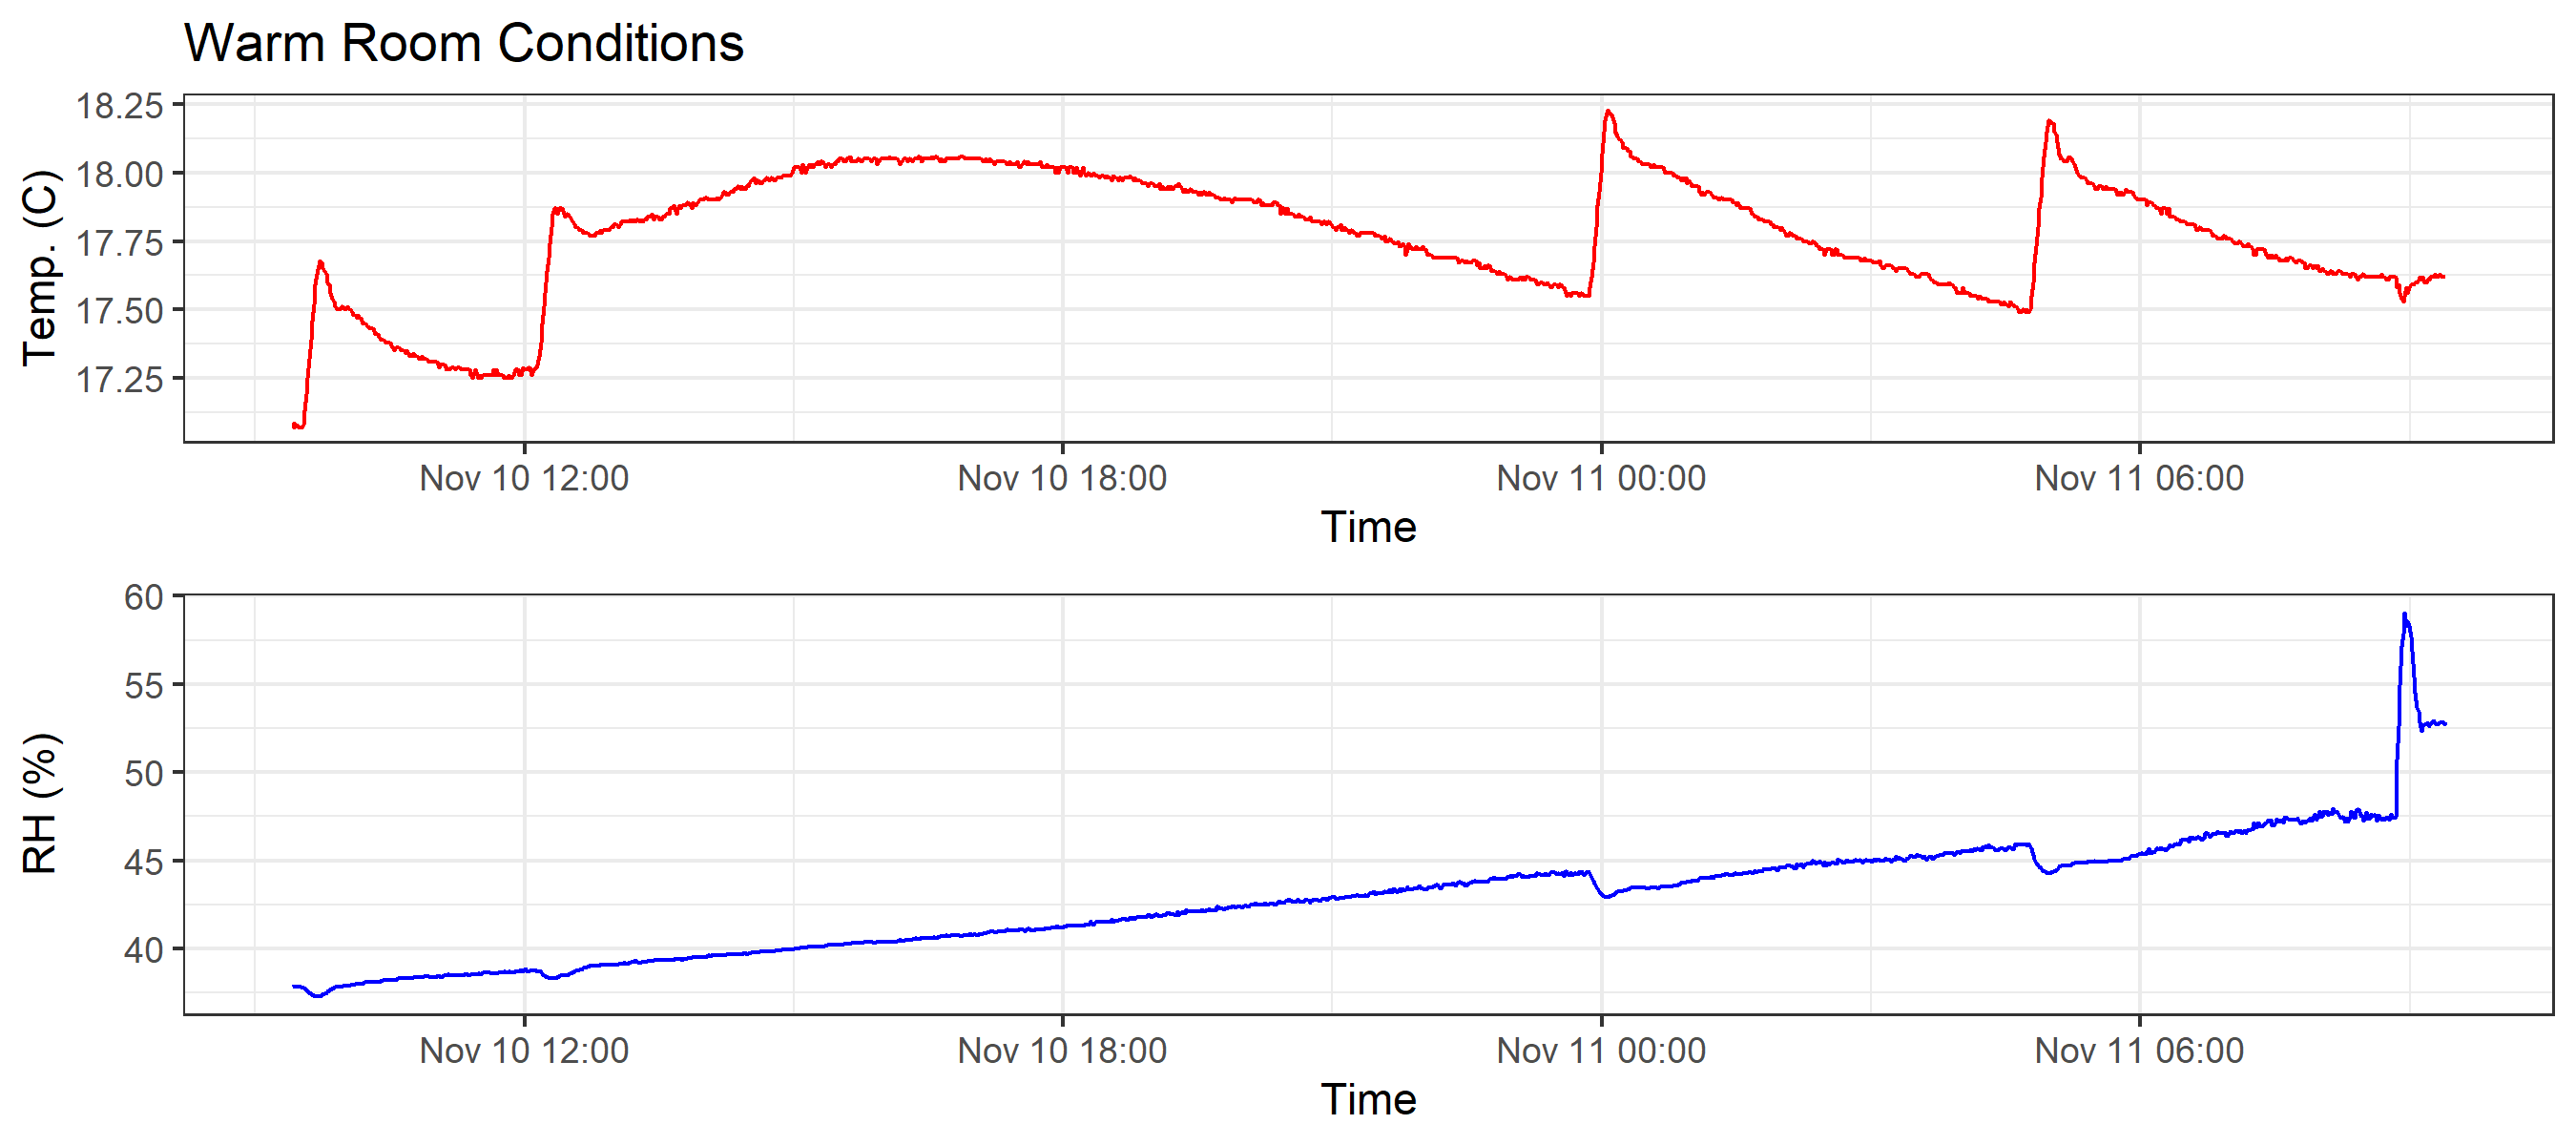 Warm Room Conditions
Temp. (C)
18.25
18.00
17.75
17.50
17.25
Nov 10 12:00 Nov 10 18:00 Nov 11 00:00 Nov 11 06:00
Time
RH (%)
60
55
50
45
40
Nov 10 12:00 Nov 10 18:00 Nov 11 00:00 Nov 11 06:00
Time